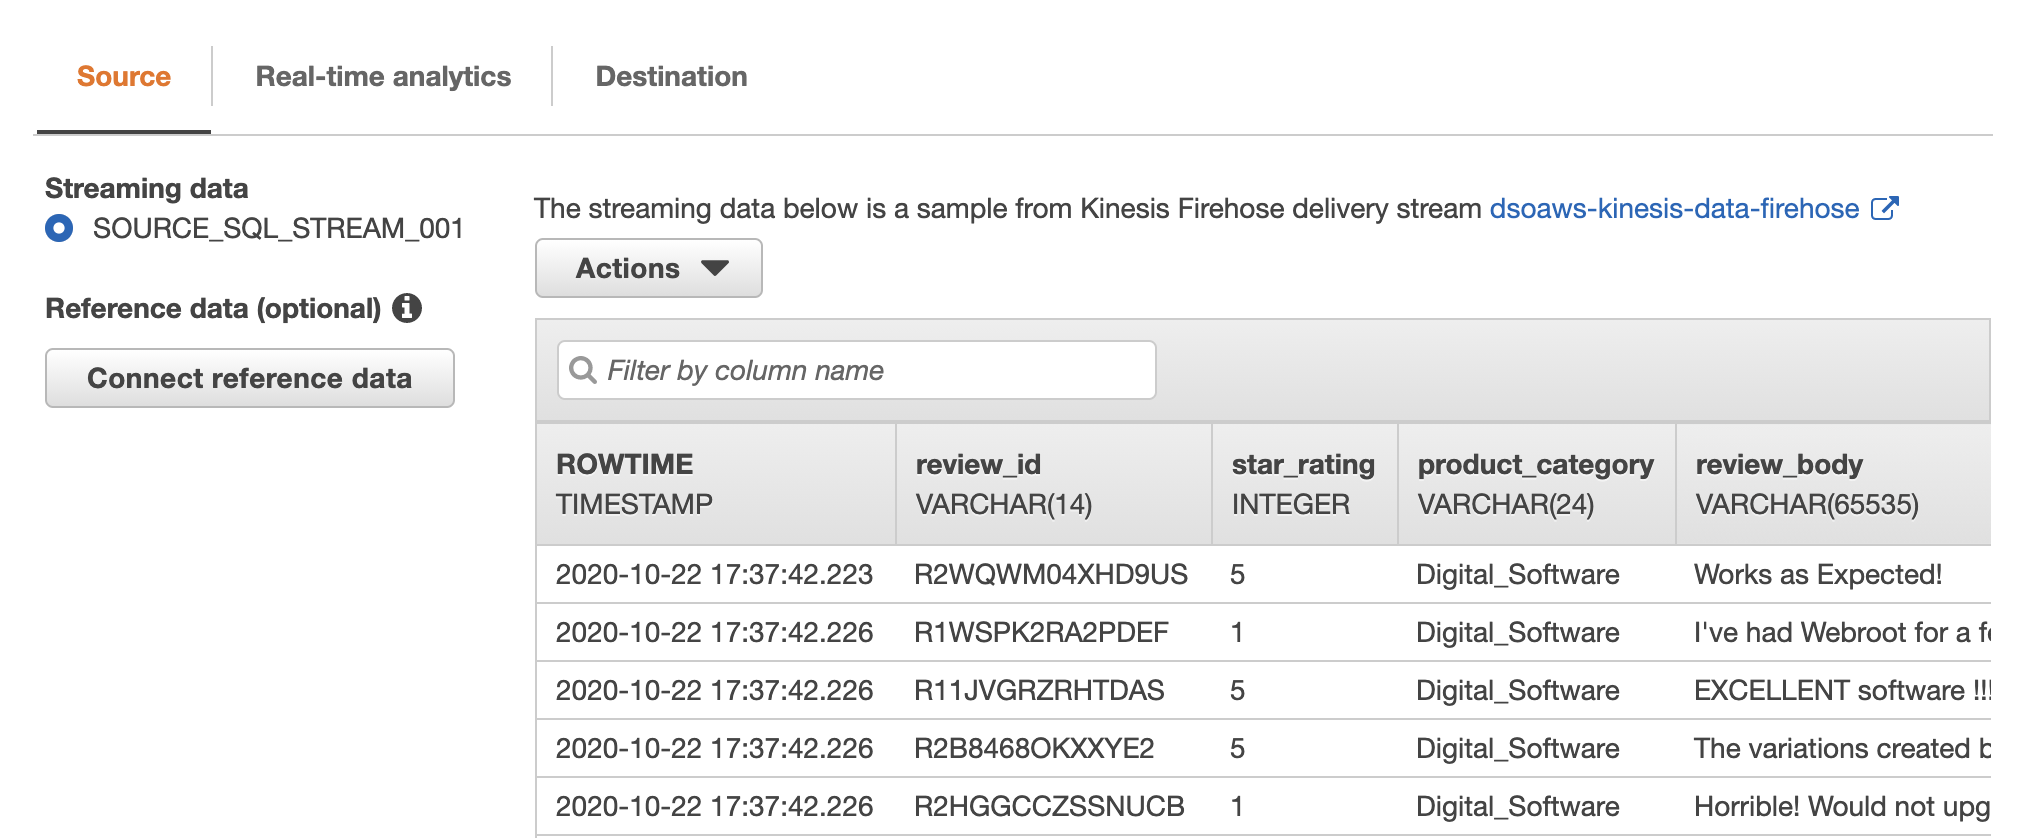 Source Real-time analytics Destination
Streaming data
SOURCE_SQL_STREAM_001
Reference data (optional)
Connect reference data
The streaming data below is a sample from Kinesis Firehose delivery stream dsoaws-kinesis-data-firehose
Actions
Filter by column name
ROWTIME review_id star_rating product_category review_body
TIMESTAMP VARCHAR(14) INTEGER VARCHAR(24) VARCHAR(65535)
2020-10-22 17:37:42.223 R2WQWM04XHD9US 5 Digital_Software Works as Expected!
2020-10-22 17:37:42.226 R1WSPK2RA2PDEF 1 Digital_Software I've had Webroot for a
2020-10-22 17:37:42.226 R11JVGRZRHTDAS 5 Digital_Software EXCELLENT software !!!
2020-10-22 17:37:42.226 R2B8468OKXXYE2 5 Digital_Software The variations created
2020-10-22 17:37:42.226 R2HGGCCZSSNUCB 1 Digital_Software Horrible! Would not upg